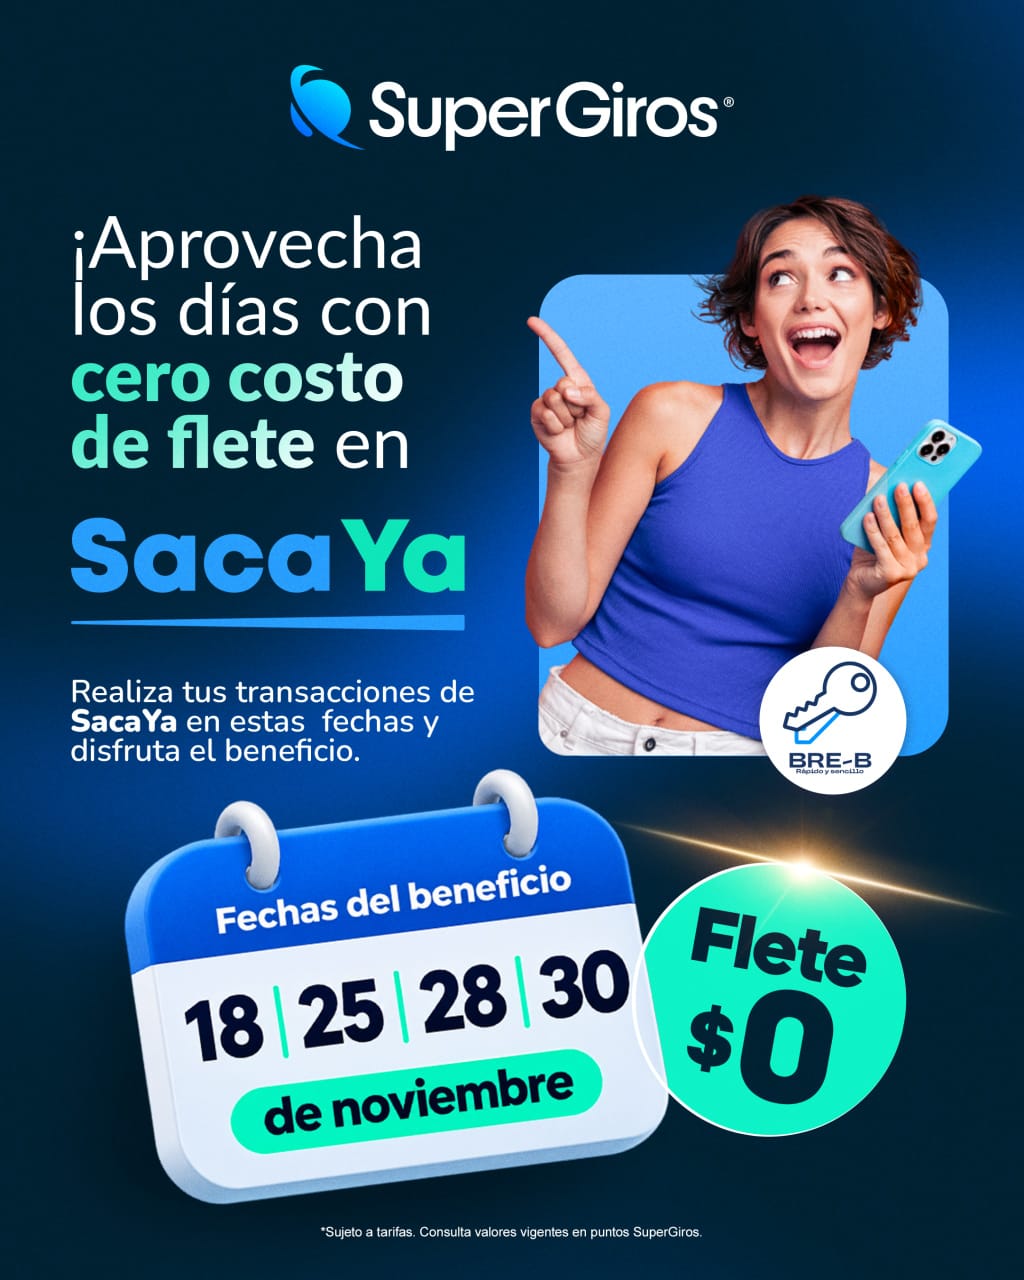 SuperGiros®
¡Aprovecha
los días con
cero costo
de flete en
SacaYa
Realiza tus transacciones de
SacaYa en estas fechas y
disfruta el beneficio.
BRE-B
Rápido y sencillo
Fechas del beneficio
18 | 25 | 28 | 30
de noviembre
Flete
$0
*Sujeto a tarifas. Consulta valores vigentes en puntos SuperGiros.